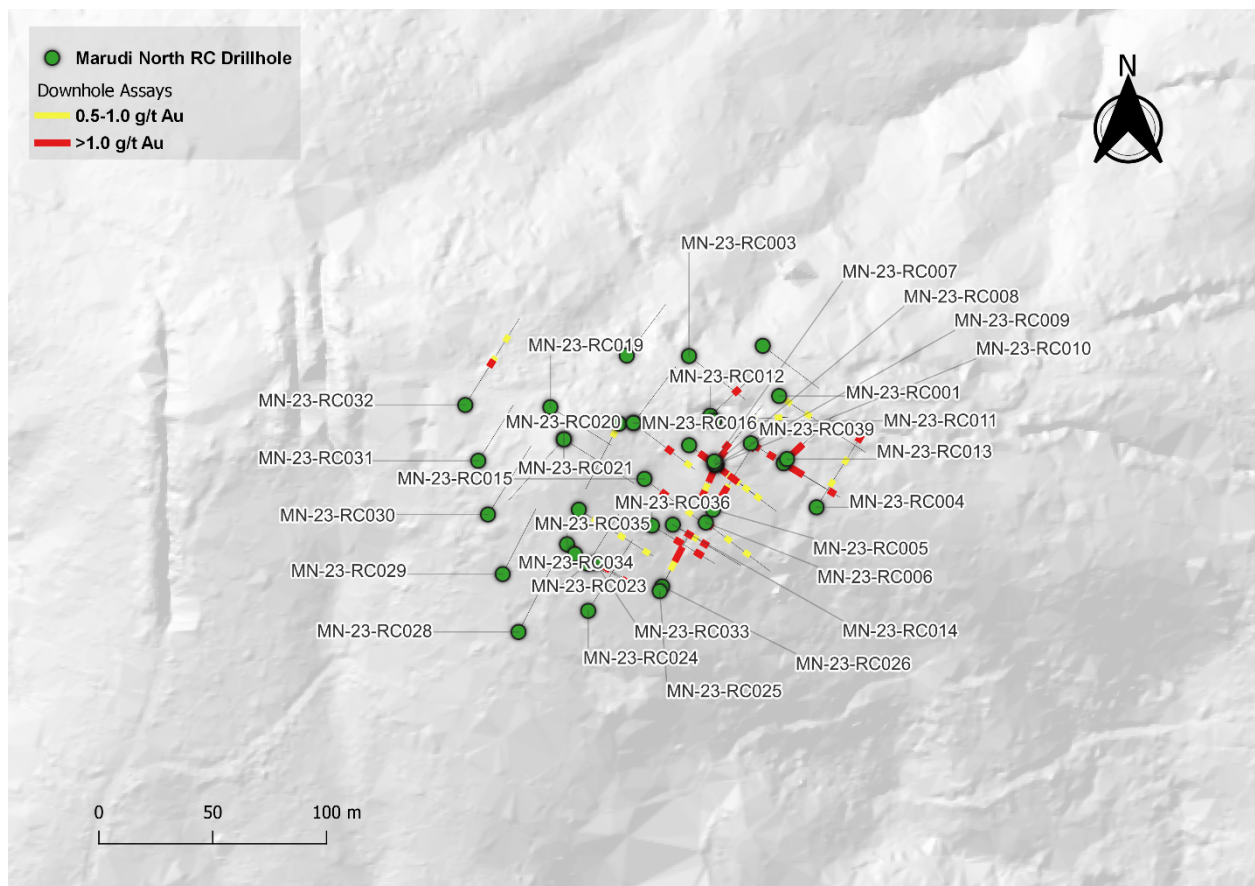 Marudi North RC Drillhole
Downhole Assays
0.5-1.0 g/t Au
>1.0 g/t Au
N
MN-23-RC003
MN-23-RC007
MN-23-RC008
MN-23-RC009
MN-23-RC010
MN-23-RC019
MN-23-RC012
MN-23-RC001
MN-23-RC032
MN-23-RC020
MN-23-RC016
MN-23-RC011
MN-23-RC039
MN-23-RC013
MN-23-RC031
MN-23-RC021
MN-23-RC015
MN-23-RC004
MN-23-RC036
MN-23-RC030
MN-23-RC035
MN-23-RC005
MN-23-RC034
MN-23-RC029
MN-23-RC006
MN-23-RC023
MN-23-RC028
MN-23-RC033
MN-23-RC014
MN-23-RC024
MN-23-RC026
MN-23-RC025
0 50 100 m